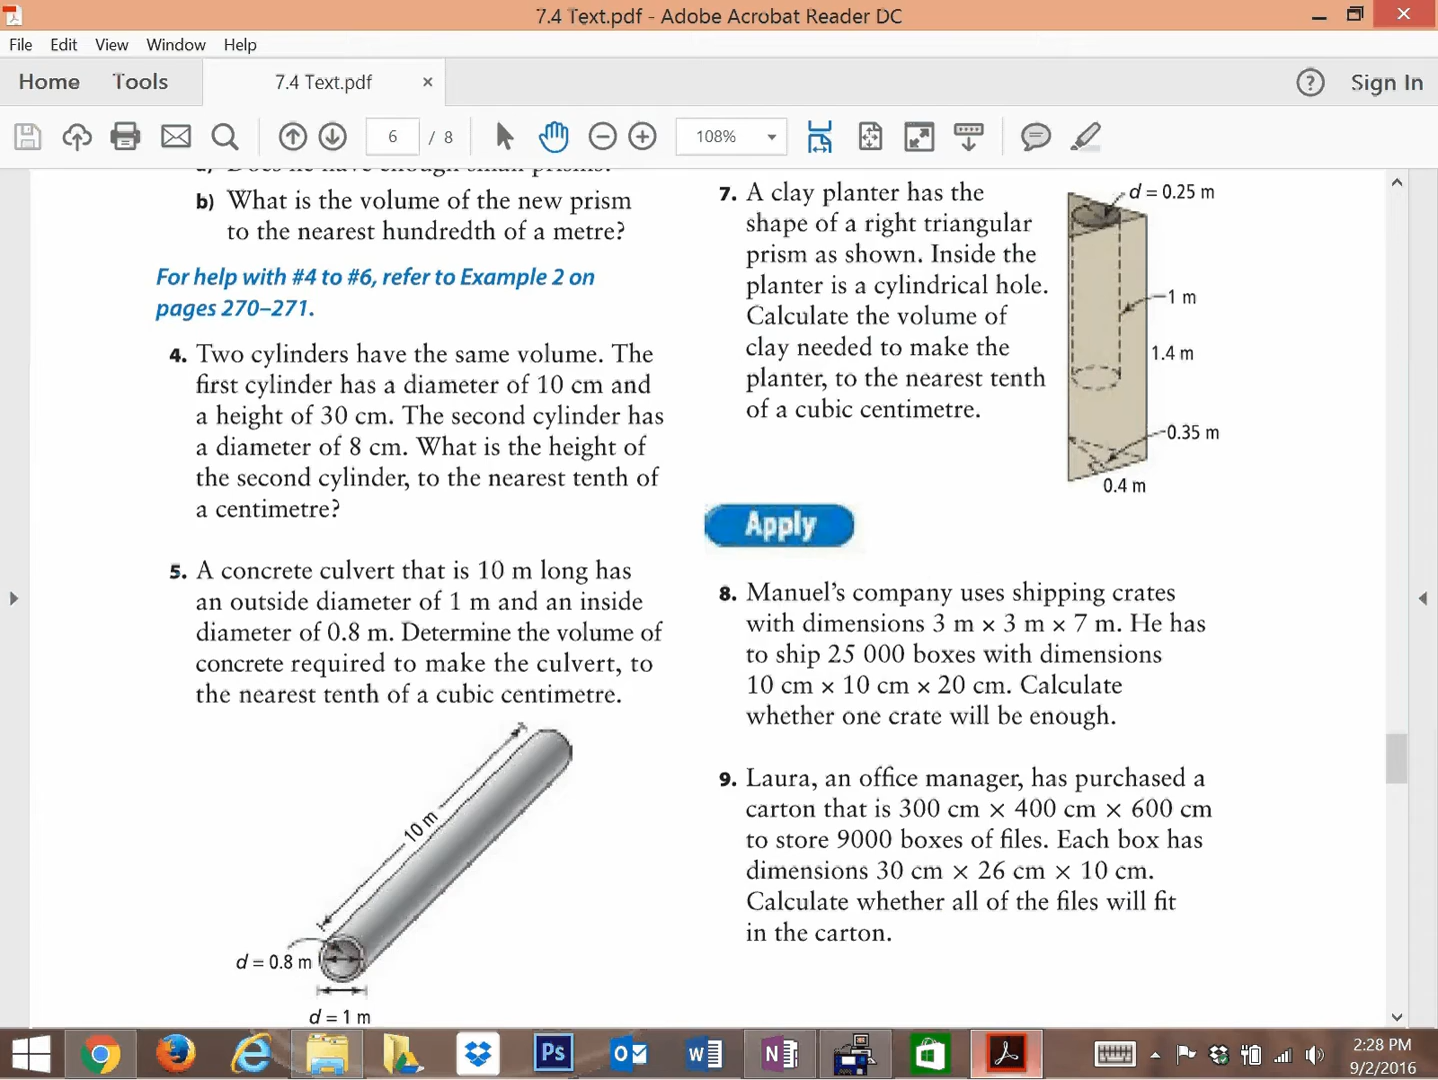 7.4 Text.pdf - Adobe Acrobat Reader DC
File Edit View Window Help
Home Tools 7.4 Text.pdf × ? Sign In
6 / 8 108%
a) Does he have enough small prisms?
b) What is the volume of the new prism
to the nearest hundredth of a metre?
For help with #4 to #6, refer to Example 2 on
pages 270–271.
4. Two cylinders have the same volume. The
first cylinder has a diameter of 10 cm and
a height of 30 cm. The second cylinder has
a diameter of 8 cm. What is the height of
the second cylinder, to the nearest tenth of
a centimetre?
5. A concrete culvert that is 10 m long has
an outside diameter of 1 m and an inside
diameter of 0.8 m. Determine the volume of
concrete required to make the culvert, to
the nearest tenth of a cubic centimetre.
10 m
d = 0.8 m
d = 1 m
7. A clay planter has the
shape of a right triangular
prism as shown. Inside the
planter is a cylindrical hole.
Calculate the volume of
clay needed to make the
planter, to the nearest tenth
of a cubic centimetre.
d = 0.25 m
1 m
1.4 m
0.35 m
0.4 m
Apply
8. Manuel's company uses shipping crates
with dimensions 3 m × 3 m × 7 m. He has
to ship 25 000 boxes with dimensions
10 cm × 10 cm × 20 cm. Calculate
whether one crate will be enough.
9. Laura, an office manager, has purchased a
carton that is 300 cm × 400 cm × 600 cm
to store 9000 boxes of files. Each box has
dimensions 30 cm × 26 cm × 10 cm.
Calculate whether all of the files will fit
in the carton.
Ps
2:28 PM
9/2/2016